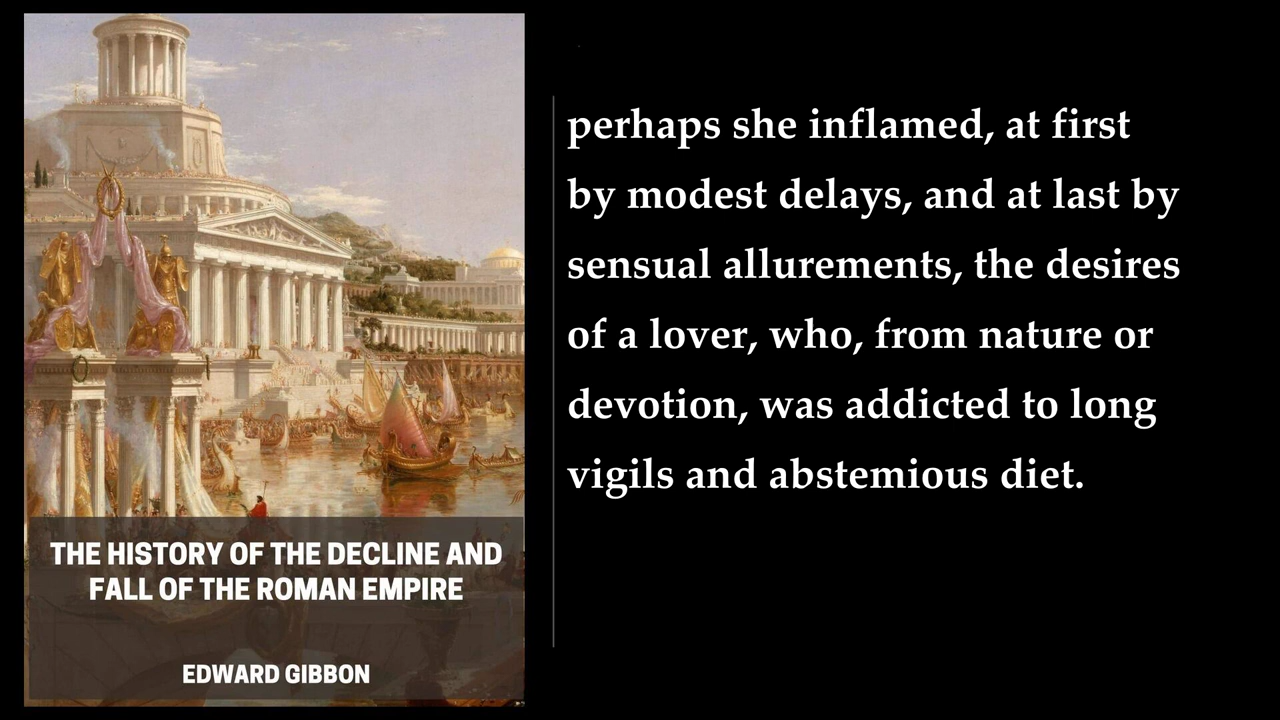 perhaps she inflamed, at first
by modest delays, and at last by
sensual allurements, the desires
of a lover, who, from nature or
devotion, was addicted to long
vigils and abstemious diet.
THE HISTORY OF THE DECLINE AND
FALL OF THE ROMAN EMPIRE
EDWARD GIBBON